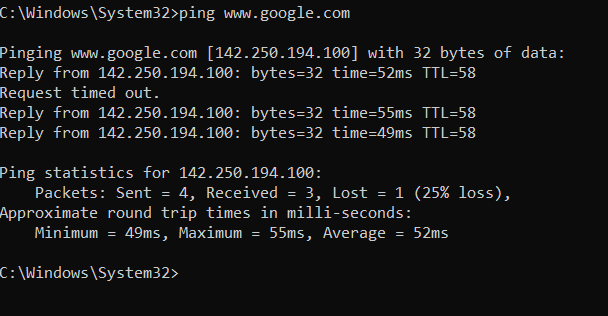 C:\Windows\System32>ping www.google.com
Pinging www.google.com [142.250.194.100] with 32 bytes of data:
Reply from 142.250.194.100: bytes=32 time=52ms TTL=58
Request timed out.
Reply from 142.250.194.100: bytes=32 time=55ms TTL=58
Reply from 142.250.194.100: bytes=32 time=49ms TTL=58
Ping statistics for 142.250.194.100:
    Packets: Sent = 4, Received = 3, Lost = 1 (25% loss),
Approximate round trip times in milli-seconds:
    Minimum = 49ms, Maximum = 55ms, Average = 52ms
C:\Windows\System32>